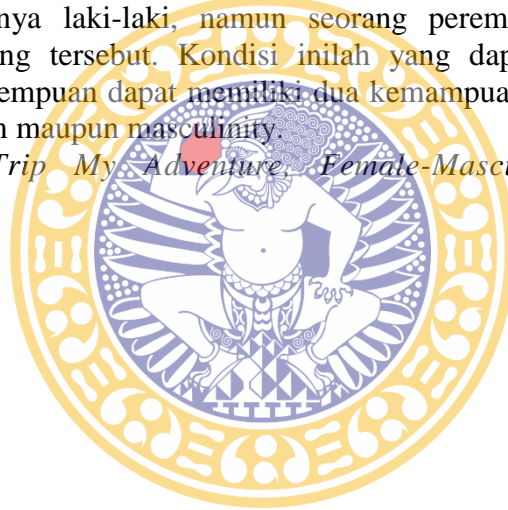 nya laki-laki, namun seorang perem
ng tersebut. Kondisi inilah yang dap
empuan dapat memiliki dua kemampua
n maupun masculinity.
Trip My Adventure, Female-Mascu